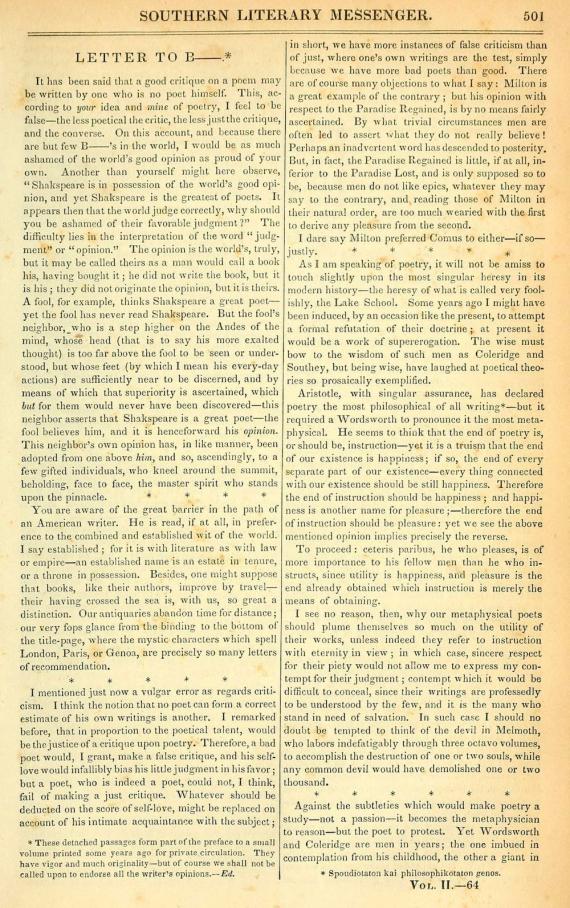 SOUTHERN LITERARY MESSENGER.
501
LETTER TO B——.*
It has been said that a good critique on a poem may
be written by one who is no poet himself. This, ac-
cording to your idea and mine of poetry, I feel to be
false—the less poetical the critic, the less just the critique,
and the converse. On this account, and because there
are but few B——'s in the world, I would be as much
ashamed of the world's good opinion as proud of your
own. Another than yourself might here observe,
"Shakspeare is in possession of the world's good opi-
nion, and yet Shakspeare is the greatest of poets. It
appears then that the world judge correctly, why should
you be ashamed of their favorable judgment?" The
difficulty lies in the interpretation of the word "judg-
ment" or "opinion." The opinion is the world's, truly,
but it may be called theirs as a man would call a book
his, having bought it; he did not write the book, but it
is his; they did not originate the opinion, but it is theirs.
A fool, for example, thinks Shakspeare a great poet—
yet the fool has never read Shakspeare. But the fool's
neighbor, who is a step higher on the Andes of the
mind, whose head (that is to say his more exalted
thought) is too far above the fool to be seen or under-
stood, but whose feet (by which I mean his every-day
actions) are sufficiently near to be discerned, and by
means of which that superiority is ascertained, which
but for them would never have been discovered—this
neighbor asserts that Shakspeare is a great poet—the
fool believes him, and it is henceforward his opinion.
This neighbor's own opinion has, in like manner, been
adopted from one above him, and so, ascendingly, to a
few gifted individuals, who kneel around the summit,
beholding, face to face, the master spirit who stands
upon the pinnacle. * * * *
You are aware of the great barrier in the path of
an American writer. He is read, if at all, in prefer-
ence to the combined and established wit of the world.
I say established; for it is with literature as with law
or empire—an established name is an estate in tenure,
or a throne in possession. Besides, one might suppose
that books, like their authors, improve by travel—
their having crossed the sea is, with us, so great a
distinction. Our antiquaries abandon time for distance;
our very fops glance from the binding to the bottom of
the title-page, where the mystic characters which spell
London, Paris, or Genoa, are precisely so many letters
of recommendation.
* * * * *
I mentioned just now a vulgar error as regards criti-
cism. I think the notion that no poet can form a correct
estimate of his own writings is another. I remarked
before, that in proportion to the poetical talent, would
be the justice of a critique upon poetry. Therefore, a bad
poet would, I grant, make a false critique, and his self-
love would infallibly bias his little judgment in his favor;
but a poet, who is indeed a poet, could not, I think,
fail of making a just critique. Whatever should be
deducted on the score of self-love, might be replaced on
account of his intimate acquaintance with the subject;
* These detached passages form part of the preface to a small
volume printed some years ago for private circulation. They
have vigor and much originality—but of course we shall not be
called upon to endorse all the writer's opinions.—Ed.
in short, we have more instances of false criticism than
of just, where one's own writings are the test, simply
because we have more bad poets than good. There
are of course many objections to what I say: Milton is
a great example of the contrary; but his opinion with
respect to the Paradise Regained, is by no means fairly
ascertained. By what trivial circumstances men are
often led to assert what they do not really believe!
Perhaps an inadvertent word has descended to posterity.
But, in fact, the Paradise Regained is little, if at all, in-
ferior to the Paradise Lost, and is only supposed so to
be, because men do not like epics, whatever they may
say to the contrary, and reading those of Milton in
their natural order, are too much wearied with the first
to derive any pleasure from the second.
I dare say Milton preferred Comus to either—if so—
justly. * * * * *
As I am speaking of poetry, it will not be amiss to
touch slightly upon the most singular heresy in its
modern history—the heresy of what is called very fool-
ishly, the Lake School. Some years ago I might have
been induced, by an occasion like the present, to attempt
a formal refutation of their doctrine; at present it
would be a work of supererogation. The wise must
bow to the wisdom of such men as Coleridge and
Southey, but being wise, have laughed at poetical theo-
ries so prosaically exemplified.
Aristotle, with singular assurance, has declared
poetry the most philosophical of all writing*—but it
required a Wordsworth to pronounce it the most meta-
physical. He seems to think that the end of poetry is,
or should be, instruction—yet it is a truism that the end
of our existence is happiness; if so, the end of every
separate part of our existence—every thing connected
with our existence should be still happiness. Therefore
the end of instruction should be happiness; and happi-
ness is another name for pleasure;—therefore the end
of instruction should be pleasure: yet we see the above
mentioned opinion implies precisely the reverse.
To proceed: ceteris paribus, he who pleases, is of
more importance to his fellow men than he who in-
structs, since utility is happiness, and pleasure is the
end already obtained which instruction is merely the
means of obtaining.
I see no reason, then, why our metaphysical poets
should plume themselves so much on the utility of
their works, unless indeed they refer to instruction
with eternity in view; in which case, sincere respect
for their piety would not allow me to express my con-
tempt for their judgment; contempt which it would be
difficult to conceal, since their writings are professedly
to be understood by the few, and it is the many who
stand in need of salvation. In such case I should no
doubt be tempted to think of the devil in Melmoth,
who labors indefatigably through three octavo volumes,
to accomplish the destruction of one or two souls, while
any common devil would have demolished one or two
thousand.
* * * * * *
Against the subtleties which would make poetry a
study—not a passion—it becomes the metaphysician
to reason—but the poet to protest. Yet Wordsworth
and Coleridge are men in years; the one imbued in
contemplation from his childhood, the other a giant in
* Spoudiotaton kai philosophikotaton genos.
VOL. II.—64